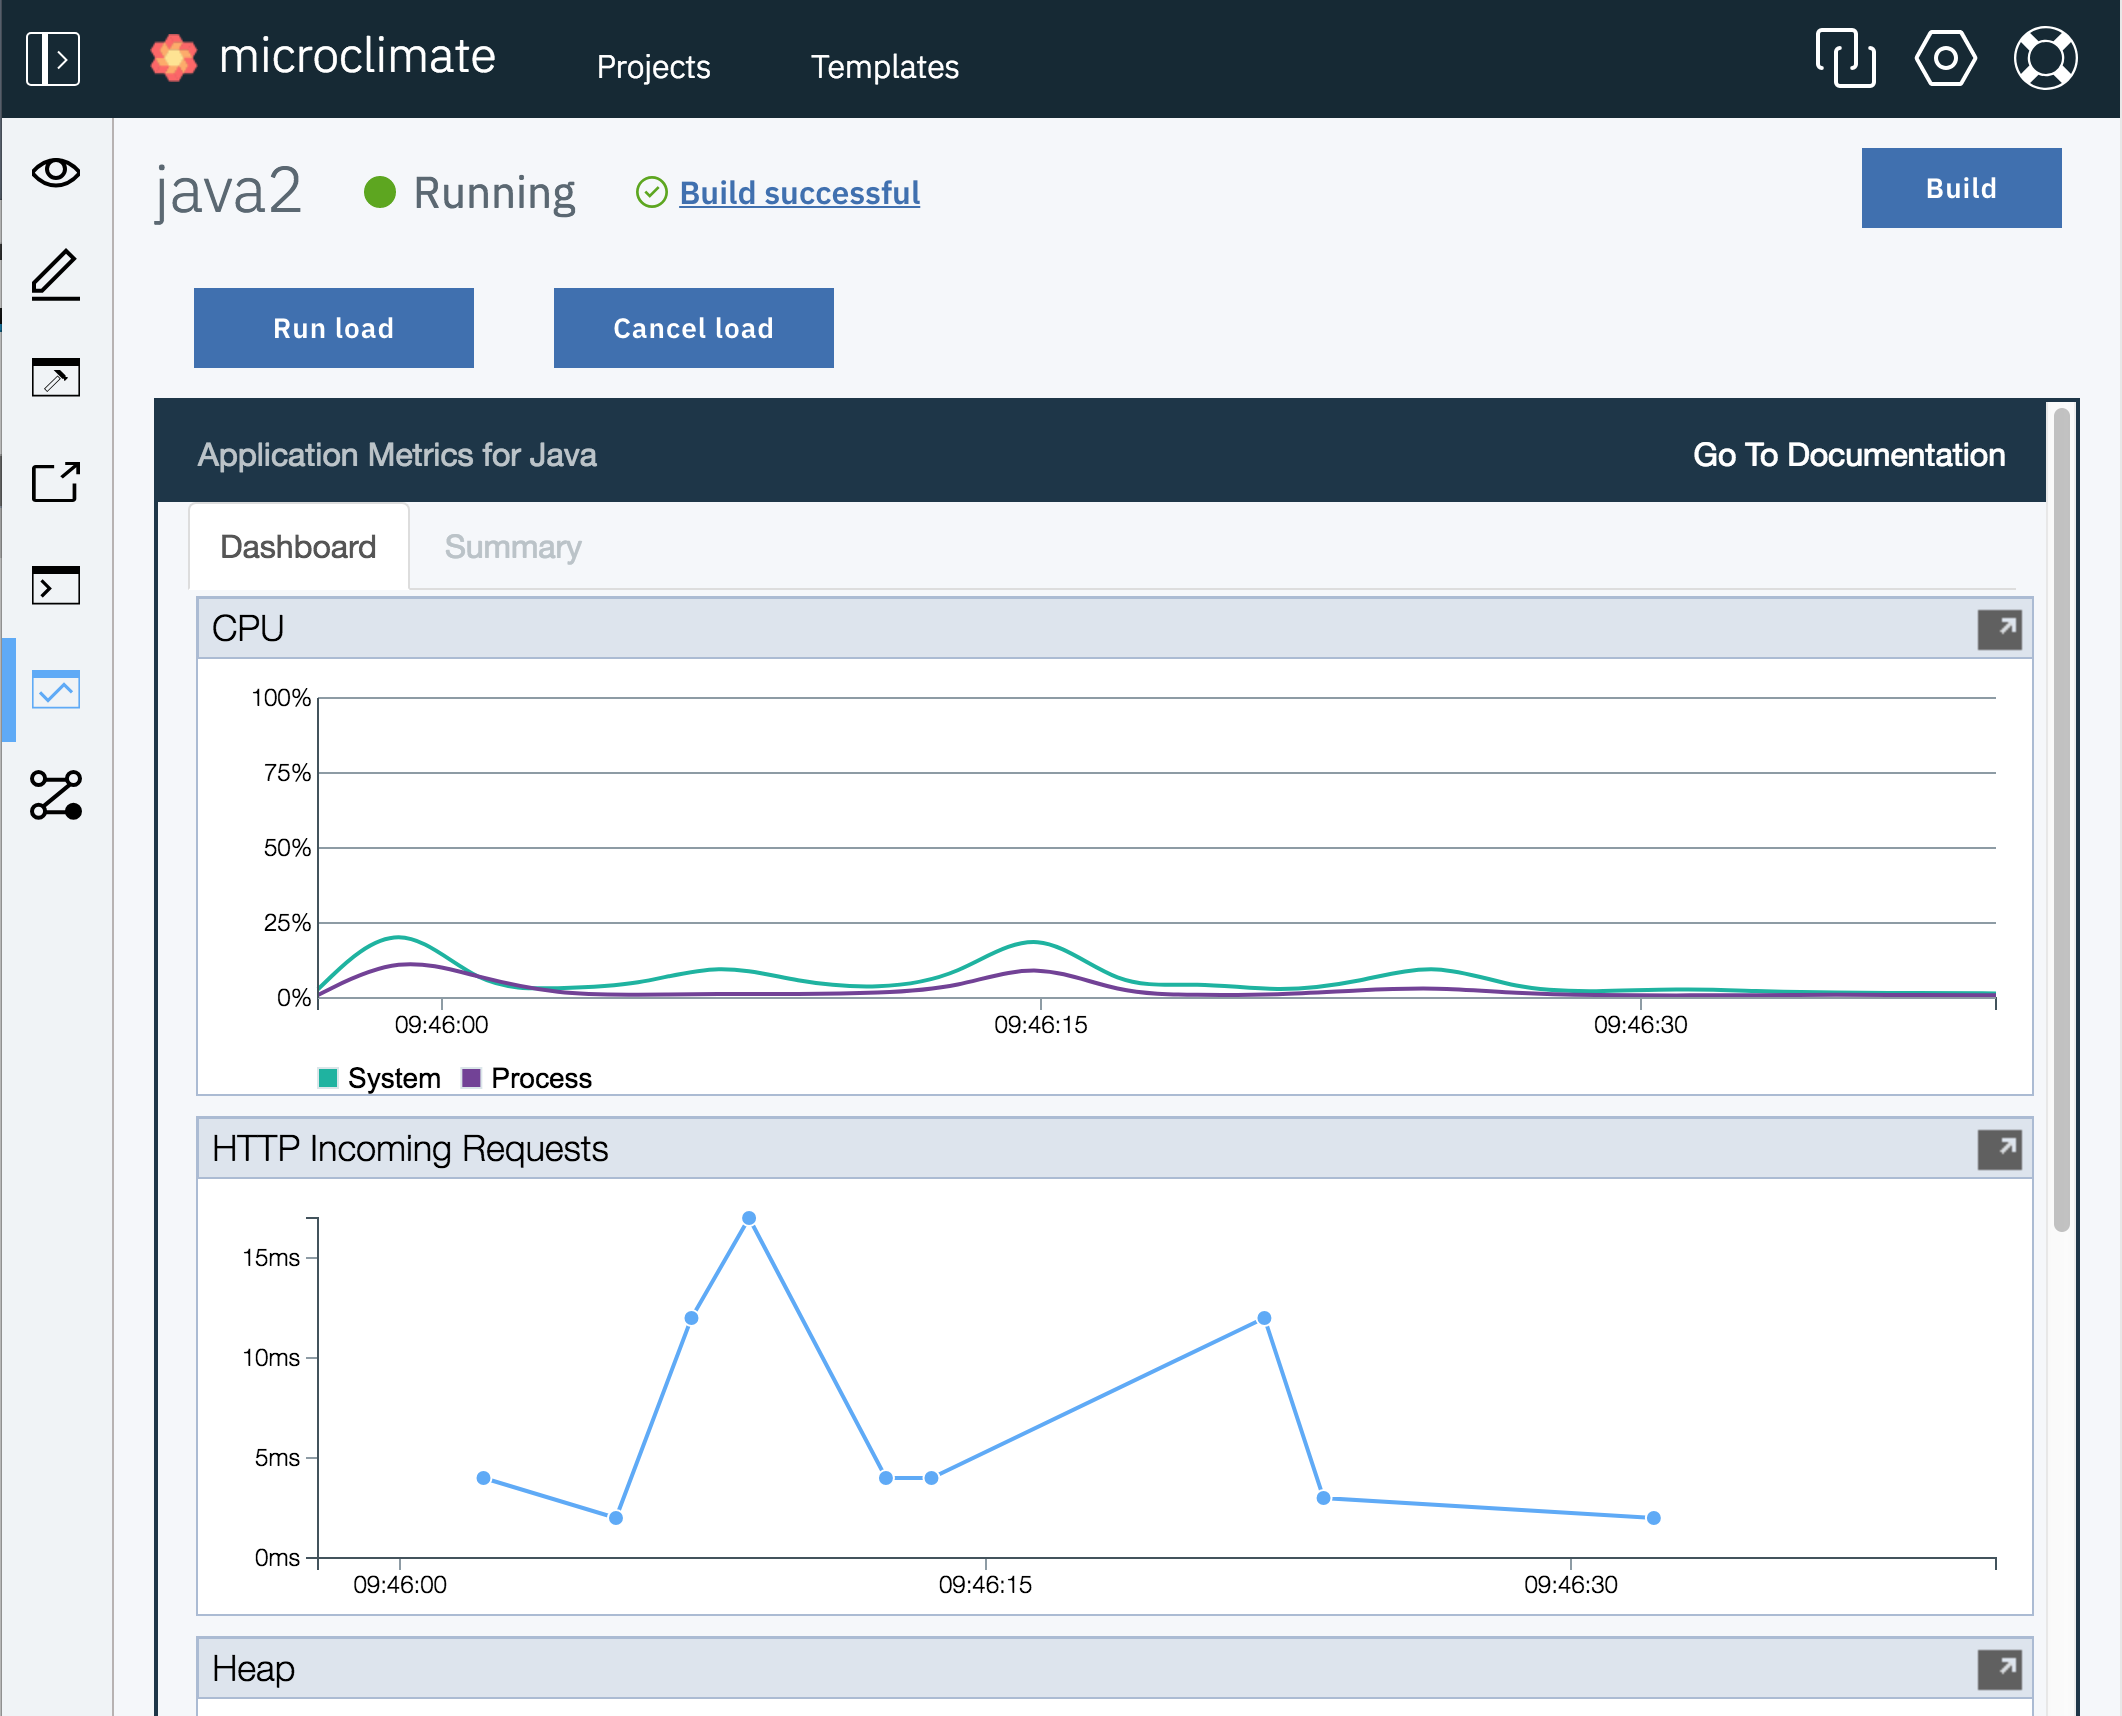 microclimate Projects Templates
java2 Running Build successful Build
Run load Cancel load
Application Metrics for Java Go To Documentation
Dashboard Summary
CPU
100%
75%
50%
25%
0%
09:46:00 09:46:15 09:46:30
System Process
HTTP Incoming Requests
15ms
10ms
5ms
0ms
09:46:00 09:46:15 09:46:30
Heap